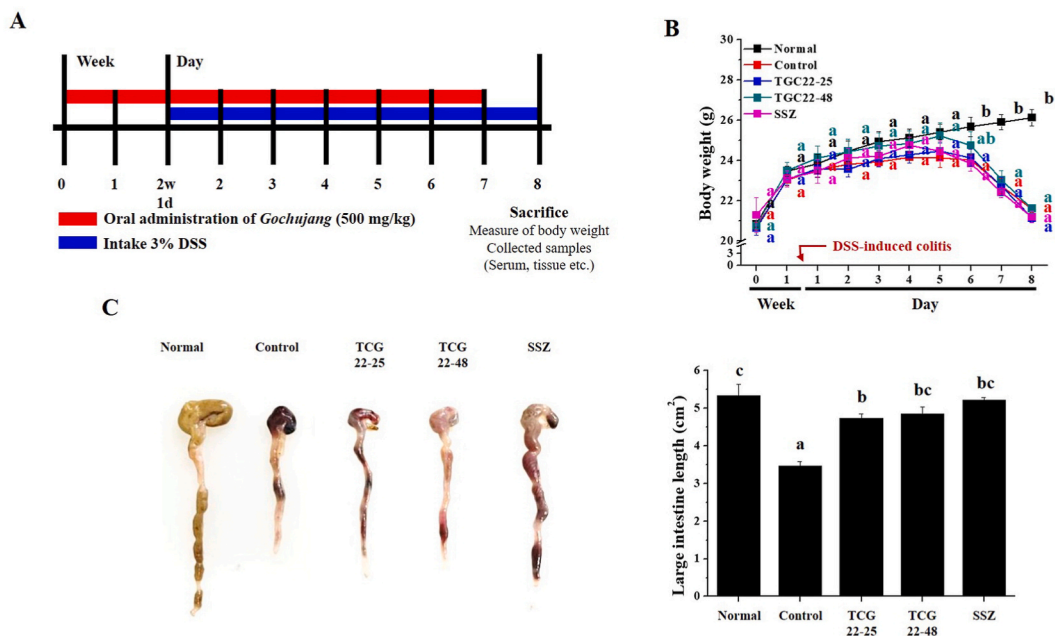 A
Week
Day
0
1
2w
1d
2
3
4
5
6
7
8
Oral administration of Gochujang (500 mg/kg)
Intake 3% DSS
Sacrifice
Measure of body weight
Collected samples
(Serum, tissue etc.)
B
Body weight (g)
30
28
26
24
22
20
3
0
Normal
Control
TGC22-25
TGC22-48
SSZ
a a a a a a a b b b
a a a a a a a ab a a
a a a a a a a a a a
a a a a a a a a a a
a a a a a a a a a a
DSS-induced colitis
0 1 1 2 3 4 5 6 7 8
Week
Day
C
Normal
Control
TCG
22-25
TCG
22-48
SSZ
Large intestine length (cm²)
6
5
4
3
2
1
0
c
a
b
bc
bc
Normal
Control
TCG
22-25
TCG
22-48
SSZ